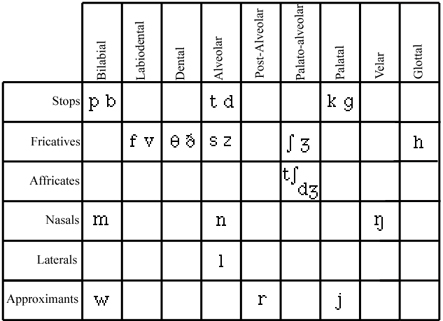 Bilabial Labiodental Dental Alveolar Post-Alveolar Palato-alveolar Palatal Velar Glottal
Stops p b t d k g
Fricatives f v θ ð s z ʃ ʒ h
Affricates tʃ dʒ
Nasals m n ŋ
Laterals l
Approximants w r j